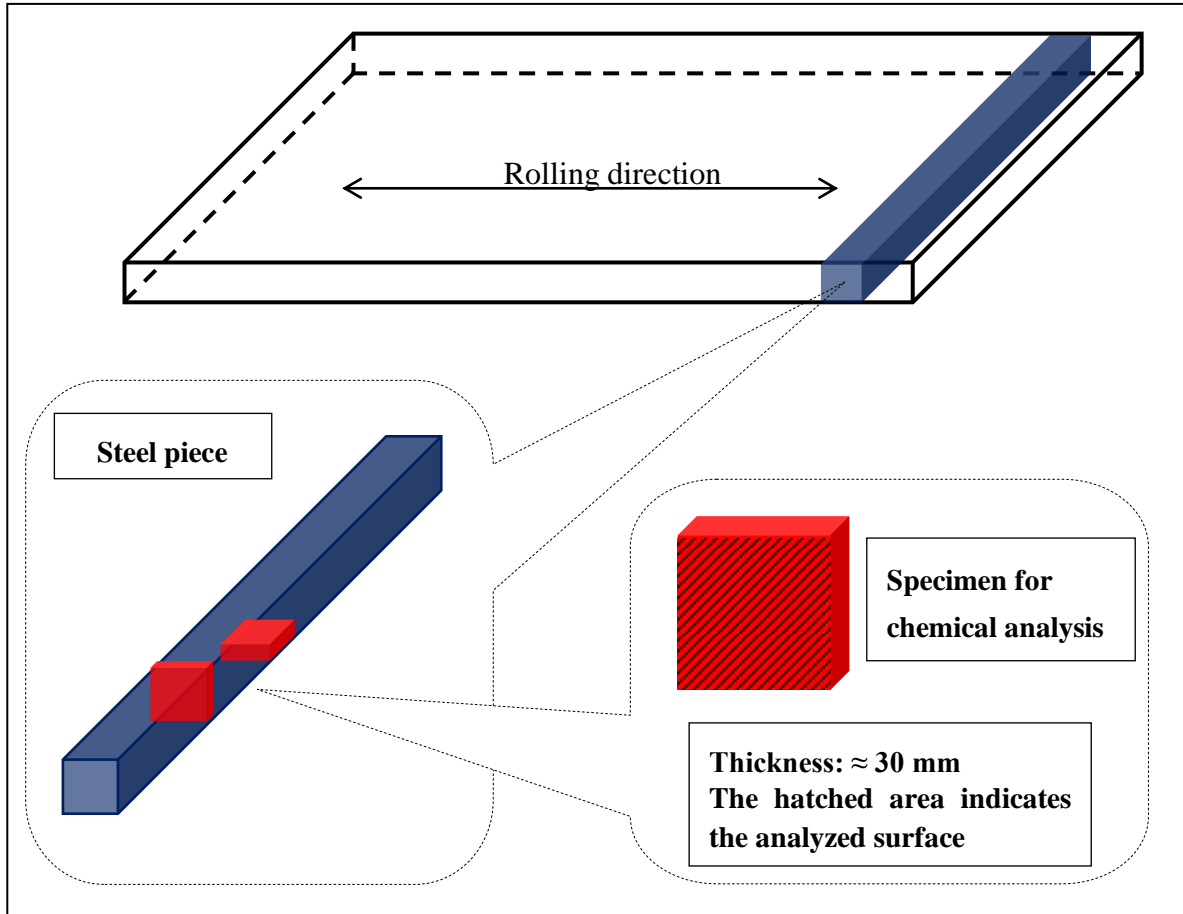 Rolling direction
Steel piece
Specimen for
chemical analysis
Thickness: ≈ 30 mm
The hatched area indicates
the analyzed surface